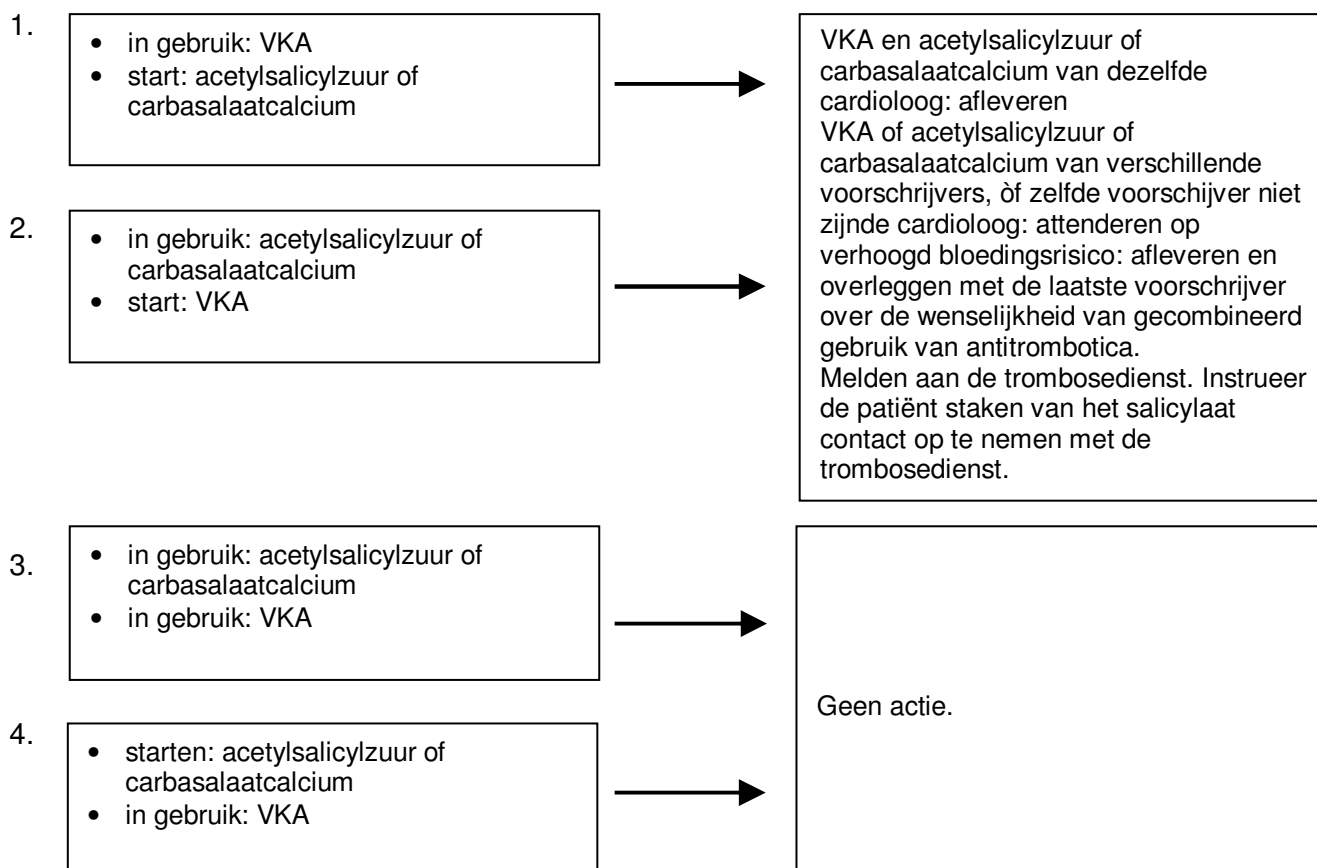 1.
• in gebruik: VKA
• start: acetylsalicylzuur of
carbasalaatcalcium
2.
• in gebruik: acetylsalicylzuur of
carbasalaatcalcium
• start: VKA
VKA en acetylsalicylzuur of
carbasalaatcalcium van dezelfde
cardioloog: afleveren
VKA of acetylsalicylzuur of
carbasalaatcalcium van verschillende
voorschrijvers, òf zelfde voorschijver niet
zijnde cardioloog: attenderen op
verhoogd bloedingsrisico: afleveren en
overleggen met de laatste voorschrijver
over de wenselijkheid van gecombineerd
gebruik van antitrombotica.
Melden aan de trombosedienst. Instrueer
de patiënt staken van het salicylaat
contact op te nemen met de
trombosedienst.
3.
• in gebruik: acetylsalicylzuur of
carbasalaatcalcium
• in gebruik: VKA
4.
• starten: acetylsalicylzuur of
carbasalaatcalcium
• in gebruik: VKA
Geen actie.